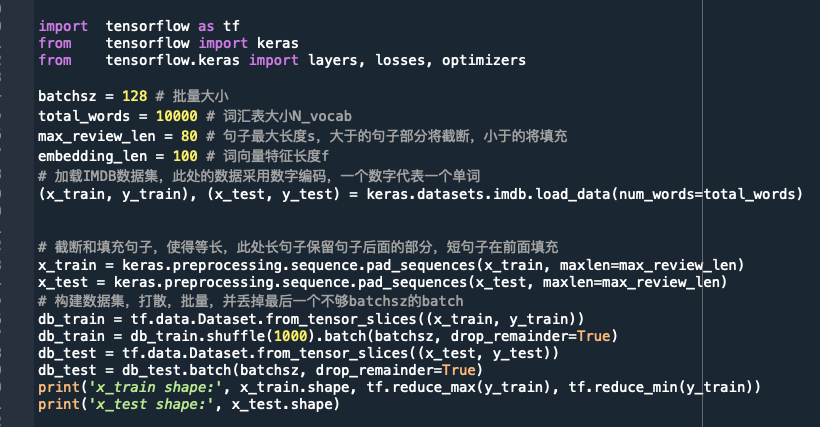 import  tensorflow as tf
from    tensorflow import keras
from    tensorflow.keras import layers, losses, optimizers
batchsz = 128 # 批量大小
total_words = 10000 # 词汇表大小N_vocab
max_review_len = 80 # 句子最大长度s，大于的句子部分将截断，小于的将填充
embedding_len = 100 # 词向量特征长度f
# 加载IMDB数据集，此处的数据采用数字编码，一个数字代表一个单词
(x_train, y_train), (x_test, y_test) = keras.datasets.imdb.load_data(num_words=total_words)
# 截断和填充句子，使得等长，此处长句子保留句子后面的部分，短句子在前面填充
x_train = keras.preprocessing.sequence.pad_sequences(x_train, maxlen=max_review_len)
x_test = keras.preprocessing.sequence.pad_sequences(x_test, maxlen=max_review_len)
# 构建数据集，打散，批量，并丢掉最后一个不够batchsz的batch
db_train = tf.data.Dataset.from_tensor_slices((x_train, y_train))
db_train = db_train.shuffle(1000).batch(batchsz, drop_remainder=True)
db_test = tf.data.Dataset.from_tensor_slices((x_test, y_test))
db_test = db_test.batch(batchsz, drop_remainder=True)
print('x_train shape:', x_train.shape, tf.reduce_max(y_train), tf.reduce_min(y_train))
print('x_test shape:', x_test.shape)